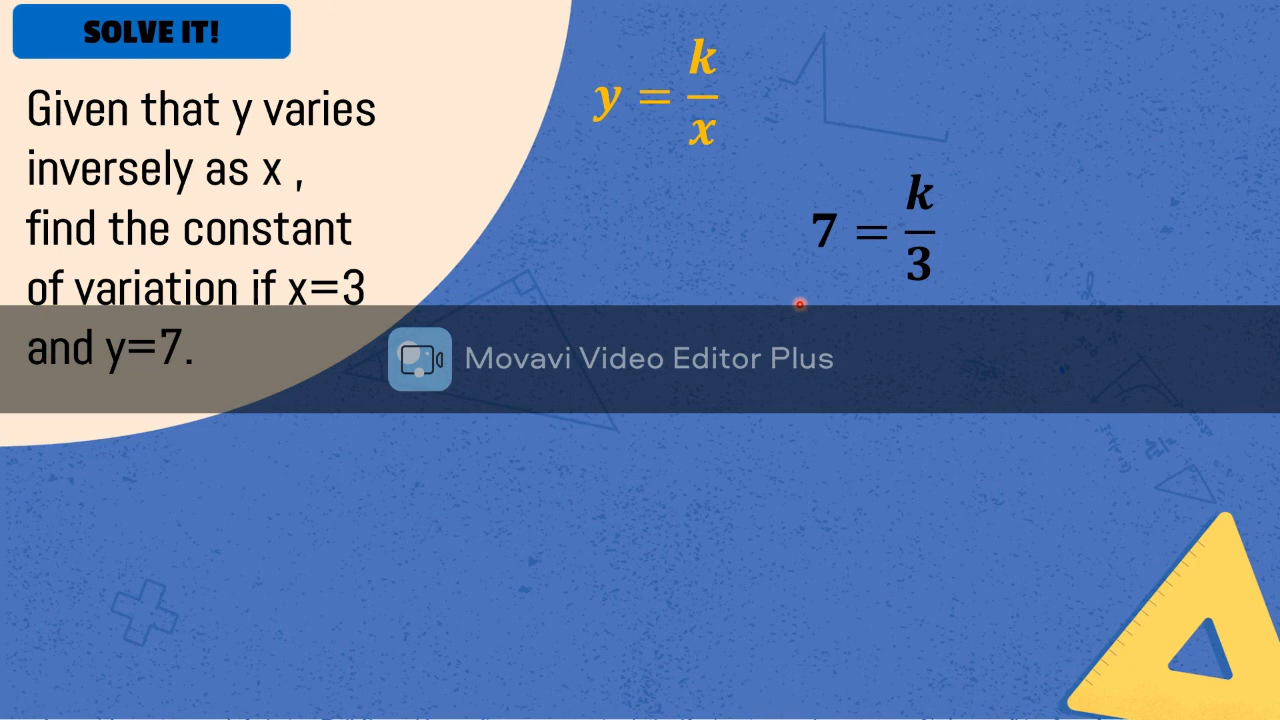 SOLVE IT!
Given that y varies
inversely as x ,
find the constant
of variation if x=3
and y=7.
y = k/x
7 = k/3
Movavi Video Editor Plus